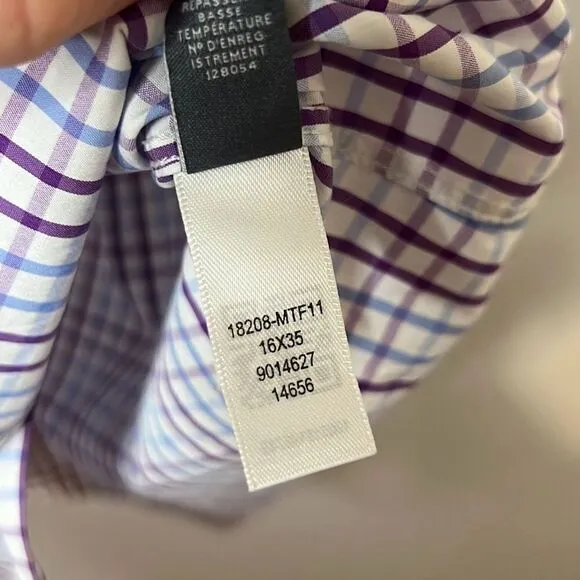 REPASSER
BASSE
TEMPÉRATURE
Nº D'ENREG
ISTREMENT
128054
18208-MTF11
16X35
9014627
14656